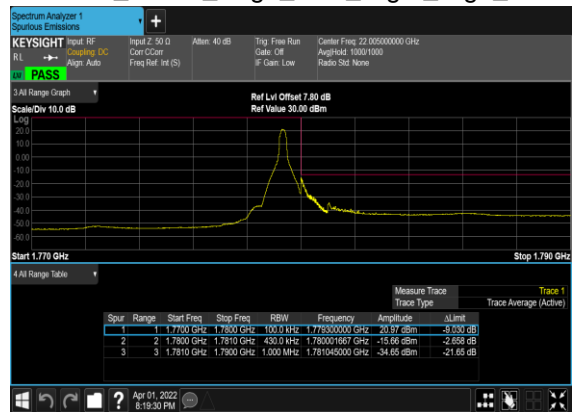 Spectrum Analyzer 1
Spurious Emissions
KEYSIGHT Input: RF Input Z: 50 Ω Atten: 40 dB Trig: Free Run Center Freq: 22.005000000 GHz
Coupling: DC Corr CCorr Gate: Off Avg|Hold: 1000/1000
RL Align: Auto Freq Ref: Int (S) IF Gain: Low Radio Std: None
PASS
3 All Range Graph
Scale/Div 10.0 dB Ref Lvl Offset 7.80 dB
Ref Value 30.00 dBm
Log
20.0
10.0
0.00
-10.0
-20.0
-30.0
-40.0
-50.0
-60.0
Start 1.770 GHz Stop 1.790 GHz
4 All Range Table
Measure Trace Trace 1
Trace Type Trace Average (Active)
Spur Range Start Freq Stop Freq RBW Frequency Amplitude ΔLimit
1 1 1.7700 GHz 1.7800 GHz 100.0 kHz 1.779300000 GHz 20.97 dBm -9.030 dB
2 2 1.7800 GHz 1.7810 GHz 430.0 kHz 1.780001667 GHz -15.66 dBm -2.658 dB
3 3 1.7810 GHz 1.7900 GHz 1.000 MHz 1.781045000 GHz -34.65 dBm -21.65 dB
? Apr 01, 2022
8:19:30 PM